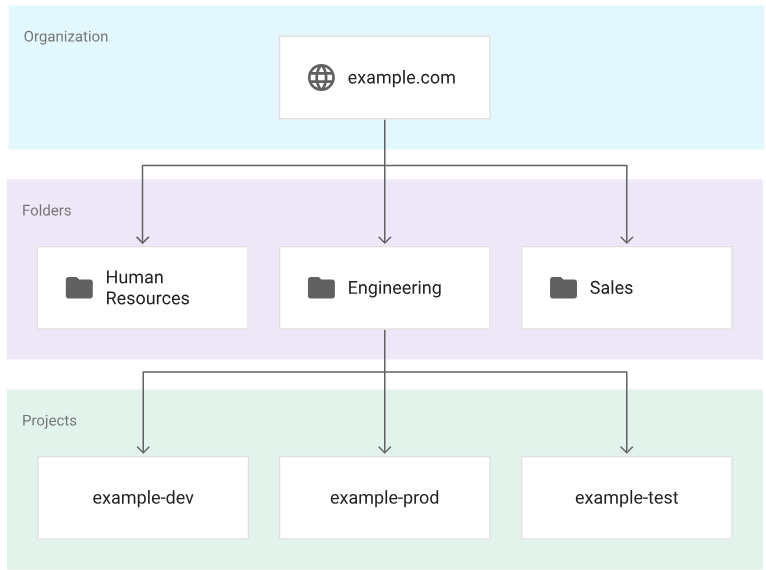 Organization
example.com
Folders
Human
Resources
Engineering
Sales
Projects
example-dev
example-prod
example-test